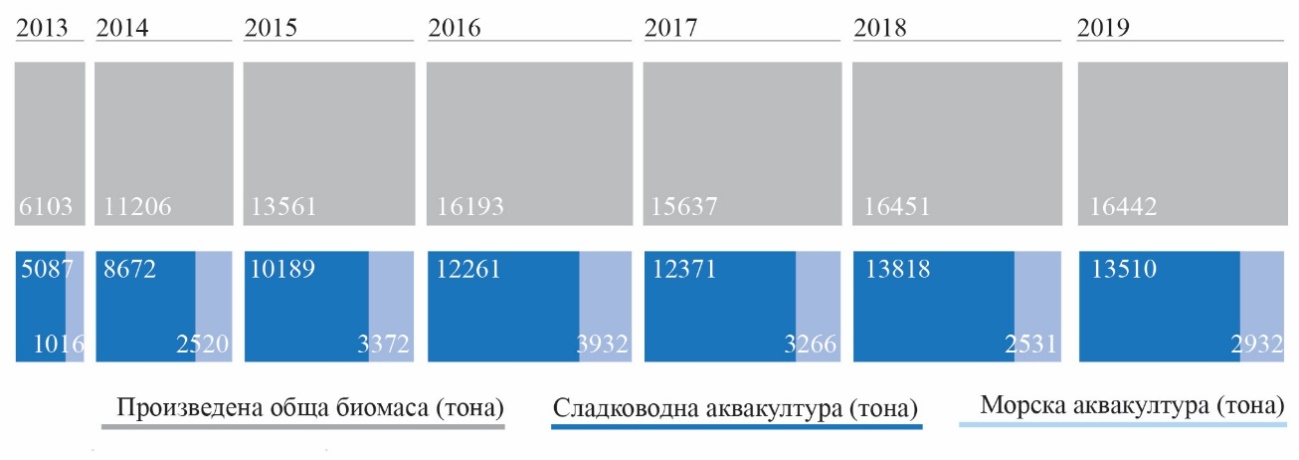 2013 2014 2015 2016 2017 2018 2019
6103 11206 13561 16193 15637 16451 16442
5087 8672 10189 12261 12371 13818 13510
1016 2520 3372 3932 3266 2531 2932
Произведена обща биомаса (тона) Сладководна аквакултура (тона) Морска аквакултура (тона)